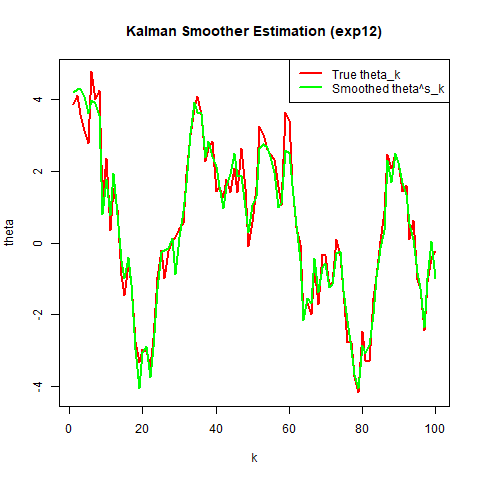 Kalman Smoother Estimation (exp12)
True theta_k
Smoothed theta^s_k
theta
4
2
0
-2
-4
0 20 40 60 80 100
k